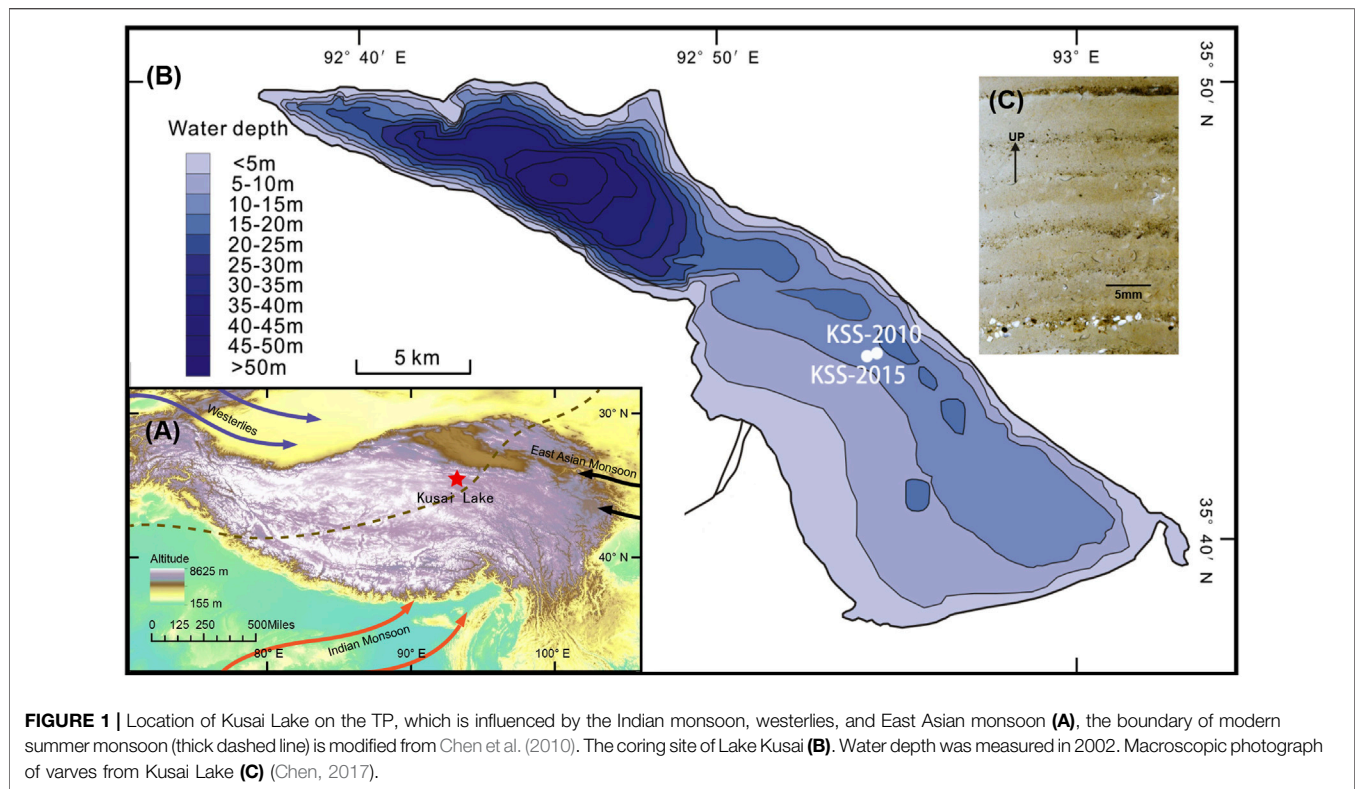 92° 40′ E
92° 50′ E
93° E
35° 50′ N
(B)
Water depth
<5m
5-10m
10-15m
15-20m
20-25m
25-30m
30-35m
35-40m
40-45m
45-50m
>50m
5 km
(C)
UP
5mm
KSS-2010
KSS-2015
35° 40′ N
(A)
Westerlies
30° N
East Asian Monsoon
Kusai Lake
40° N
Altitude
8625 m
155 m
0 125 250 500Miles
Indian Monsoon
80° E
90° E
100° E
FIGURE 1 | Location of Kusai Lake on the TP, which is influenced by the Indian monsoon, westerlies, and East Asian monsoon (A), the boundary of modern
summer monsoon (thick dashed line) is modified from Chen et al. (2010). The coring site of Lake Kusai (B). Water depth was measured in 2002. Macroscopic photograph
of varves from Kusai Lake (C) (Chen, 2017).